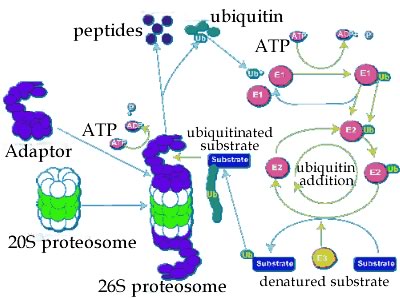 peptides
ubiquitin
Ub
ATP
ATP
ADP
P
Ub
E1
E1
E1
Ub
E2
Ub
Adaptor
ATP
ATP
ADP
P
ubiquitinated
substrate
Substrate
Ub
E2
ubiquitin
addition
E2
Ub
20S proteosome
26S proteosome
Ub
Substrate
E3
Substrate
denatured substrate